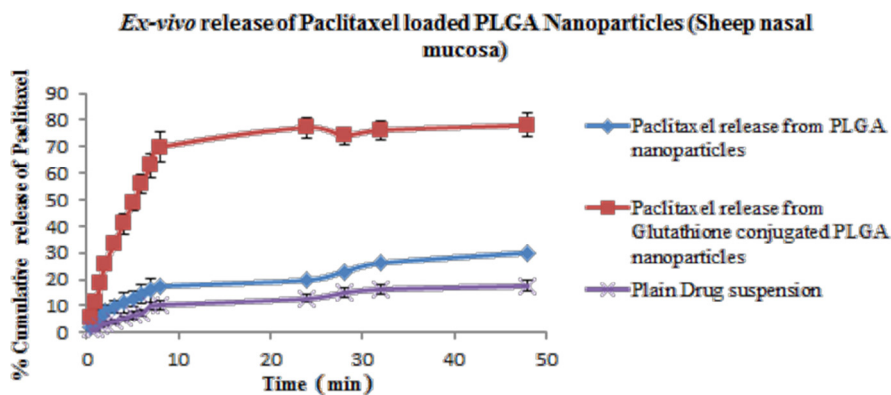 Ex-vivo release of Paclitaxel loaded PLGA Nanoparticles (Sheep nasal
mucosa)
% Cumulative release of Paclitaxel
90
80
70
60
50
40
30
20
10
0
0 10 20 30 40 50
Time (min)
Paclitaxel release from PLGA
nanoparticles
Paclitaxel release from
Glutathione conjugated PLGA
nanoparticles
Plain Drug suspension